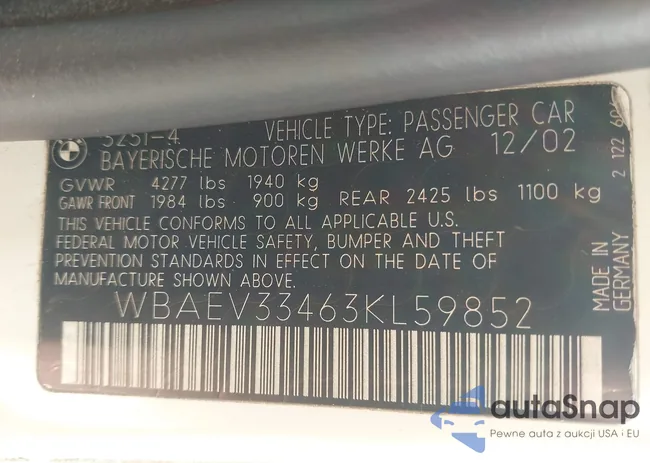 325i-4 VEHICLE TYPE: PASSENGER CAR
BAYERISCHE MOTOREN WERKE AG 12/02
GVWR 4277 lbs 1940 kg
GAWR FRONT 1984 lbs 900 kg REAR 2425 lbs 1100 kg
THIS VEHICLE CONFORMS TO ALL APPLICABLE U.S.
FEDERAL MOTOR VEHICLE SAFETY, BUMPER AND THEFT
PREVENTION STANDARDS IN EFFECT ON THE DATE OF
MANUFACTURE SHOWN ABOVE.
WBAEV33463KL59852
MADE IN
GERMANY
2 122
autaSnap
Pewne auta z aukcji USA i EU